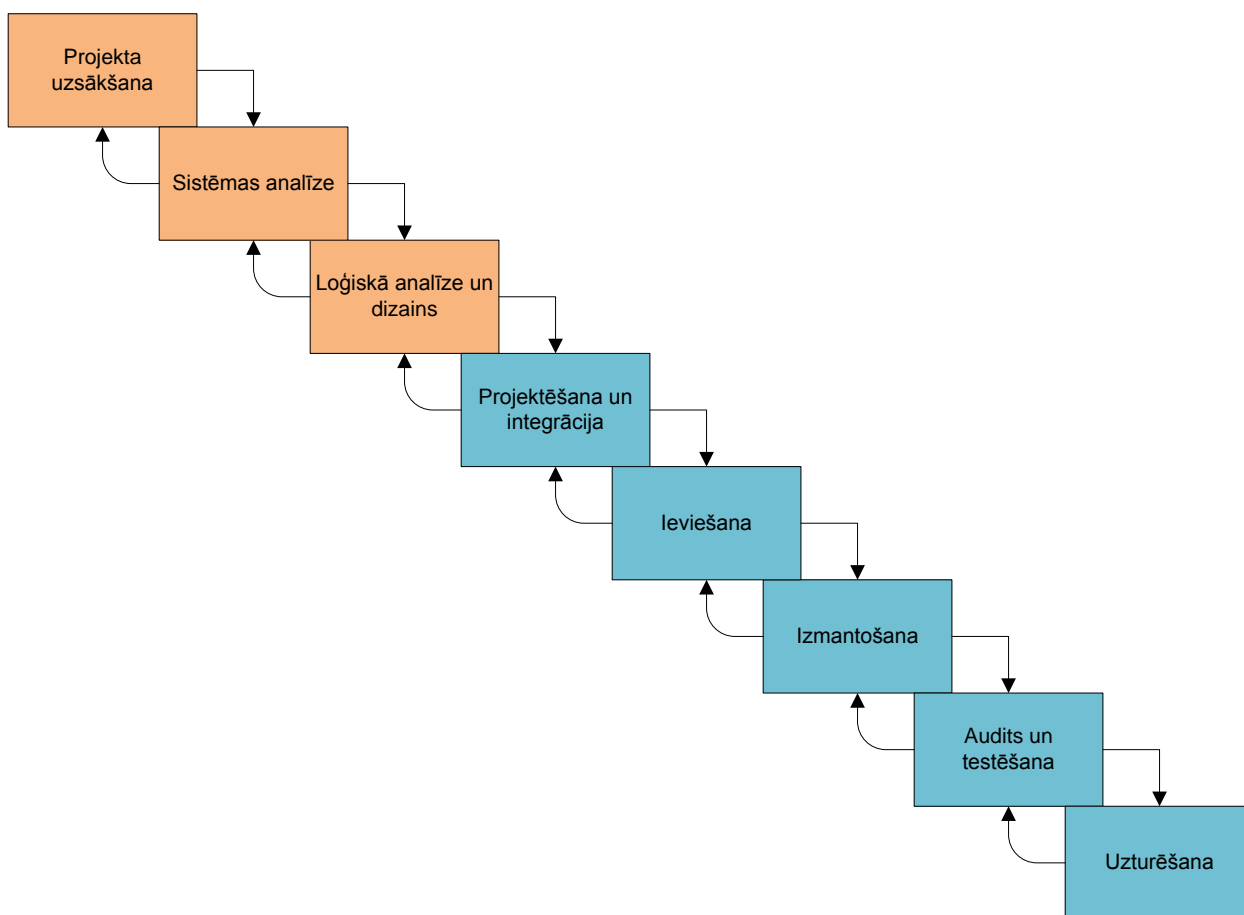 Projekta
uzsākšana
Sistēmas analīze
Loģiskā analīze un
dizains
Projektēšana un
integrācija
Ieviešana
Izmantošana
Audits un
testēšana
Uzturēšana